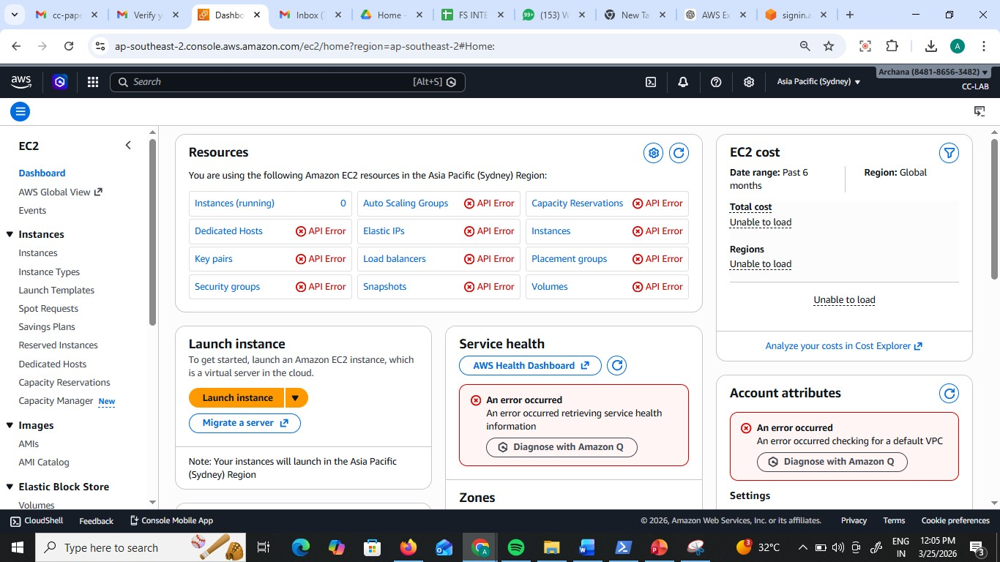 cc-pape
Verify y
Dashbo
Inbox (
Home -
FS INTE
99+
(153) W
New Ta
AWS Ex
signin.a
ap-southeast-2.console.aws.amazon.com/ec2/home?region=ap-southeast-2#Home:
A
aws
Search
[Alt+S]
Asia Pacific (Sydney)
Archana (8481-8656-3482)
CC-LAB
EC2
Dashboard
AWS Global View
Events
Instances
Instances
Instance Types
Launch Templates
Spot Requests
Savings Plans
Reserved Instances
Dedicated Hosts
Capacity Reservations
Capacity Manager New
Images
AMIs
AMI Catalog
Elastic Block Store
Volumes
Resources
You are using the following Amazon EC2 resources in the Asia Pacific (Sydney) Region:
Instances (running) 0
Auto Scaling Groups API Error
Capacity Reservations API Error
Dedicated Hosts API Error
Elastic IPs API Error
Instances API Error
Key pairs API Error
Load balancers API Error
Placement groups API Error
Security groups API Error
Snapshots API Error
Volumes API Error
Launch instance
To get started, launch an Amazon EC2 instance, which
is a virtual server in the cloud.
Launch instance
Migrate a server
Note: Your instances will launch in the Asia Pacific
(Sydney) Region
Service health
AWS Health Dashboard
An error occurred
An error occurred retrieving service health
information
Diagnose with Amazon Q
Zones
EC2 cost
Date range: Past 6
months
Region: Global
Total cost
Unable to load
Regions
Unable to load
Unable to load
Analyze your costs in Cost Explorer
Account attributes
An error occurred
An error occurred checking for a default VPC
Diagnose with Amazon Q
Settings
CloudShell
Feedback
Console Mobile App
© 2026, Amazon Web Services, Inc. or its affiliates.
Privacy
Terms
Cookie preferences
Type here to search
3
32°C
ENG
IN
12:05 PM
3/25/2026
3